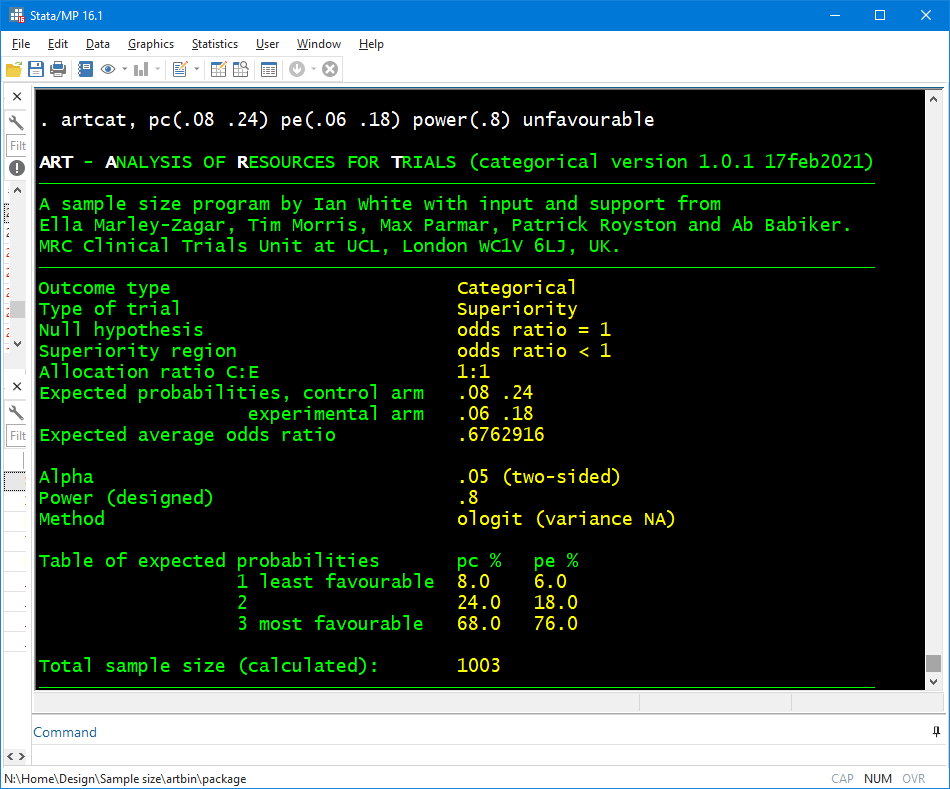 Stata/MP 16.1
File Edit Data Graphics Statistics User Window Help
. artcat, pc(.08 .24) pe(.06 .18) power(.8) unfavourable
ART - ANALYSIS OF RESOURCES FOR TRIALS (categorical version 1.0.1 17feb2021)
A sample size program by Ian White with input and support from
Ella Marley-Zagar, Tim Morris, Max Parmar, Patrick Royston and Ab Babiker.
MRC Clinical Trials Unit at UCL, London WC1V 6LJ, UK.
Outcome type Categorical
Type of trial Superiority
Null hypothesis odds ratio = 1
Superiority region odds ratio < 1
Allocation ratio C:E 1:1
Expected probabilities, control arm .08 .24
experimental arm .06 .18
Expected average odds ratio .6762916
Alpha .05 (two-sided)
Power (designed) .8
Method ologit (variance NA)
Table of expected probabilities pc % pe %
1 least favourable 8.0 6.0
2 24.0 18.0
3 most favourable 68.0 76.0
Total sample size (calculated): 1003
Filt
Filt
Command
N:\Home\Design\Sample size\artbin\package
CAP NUM OVR